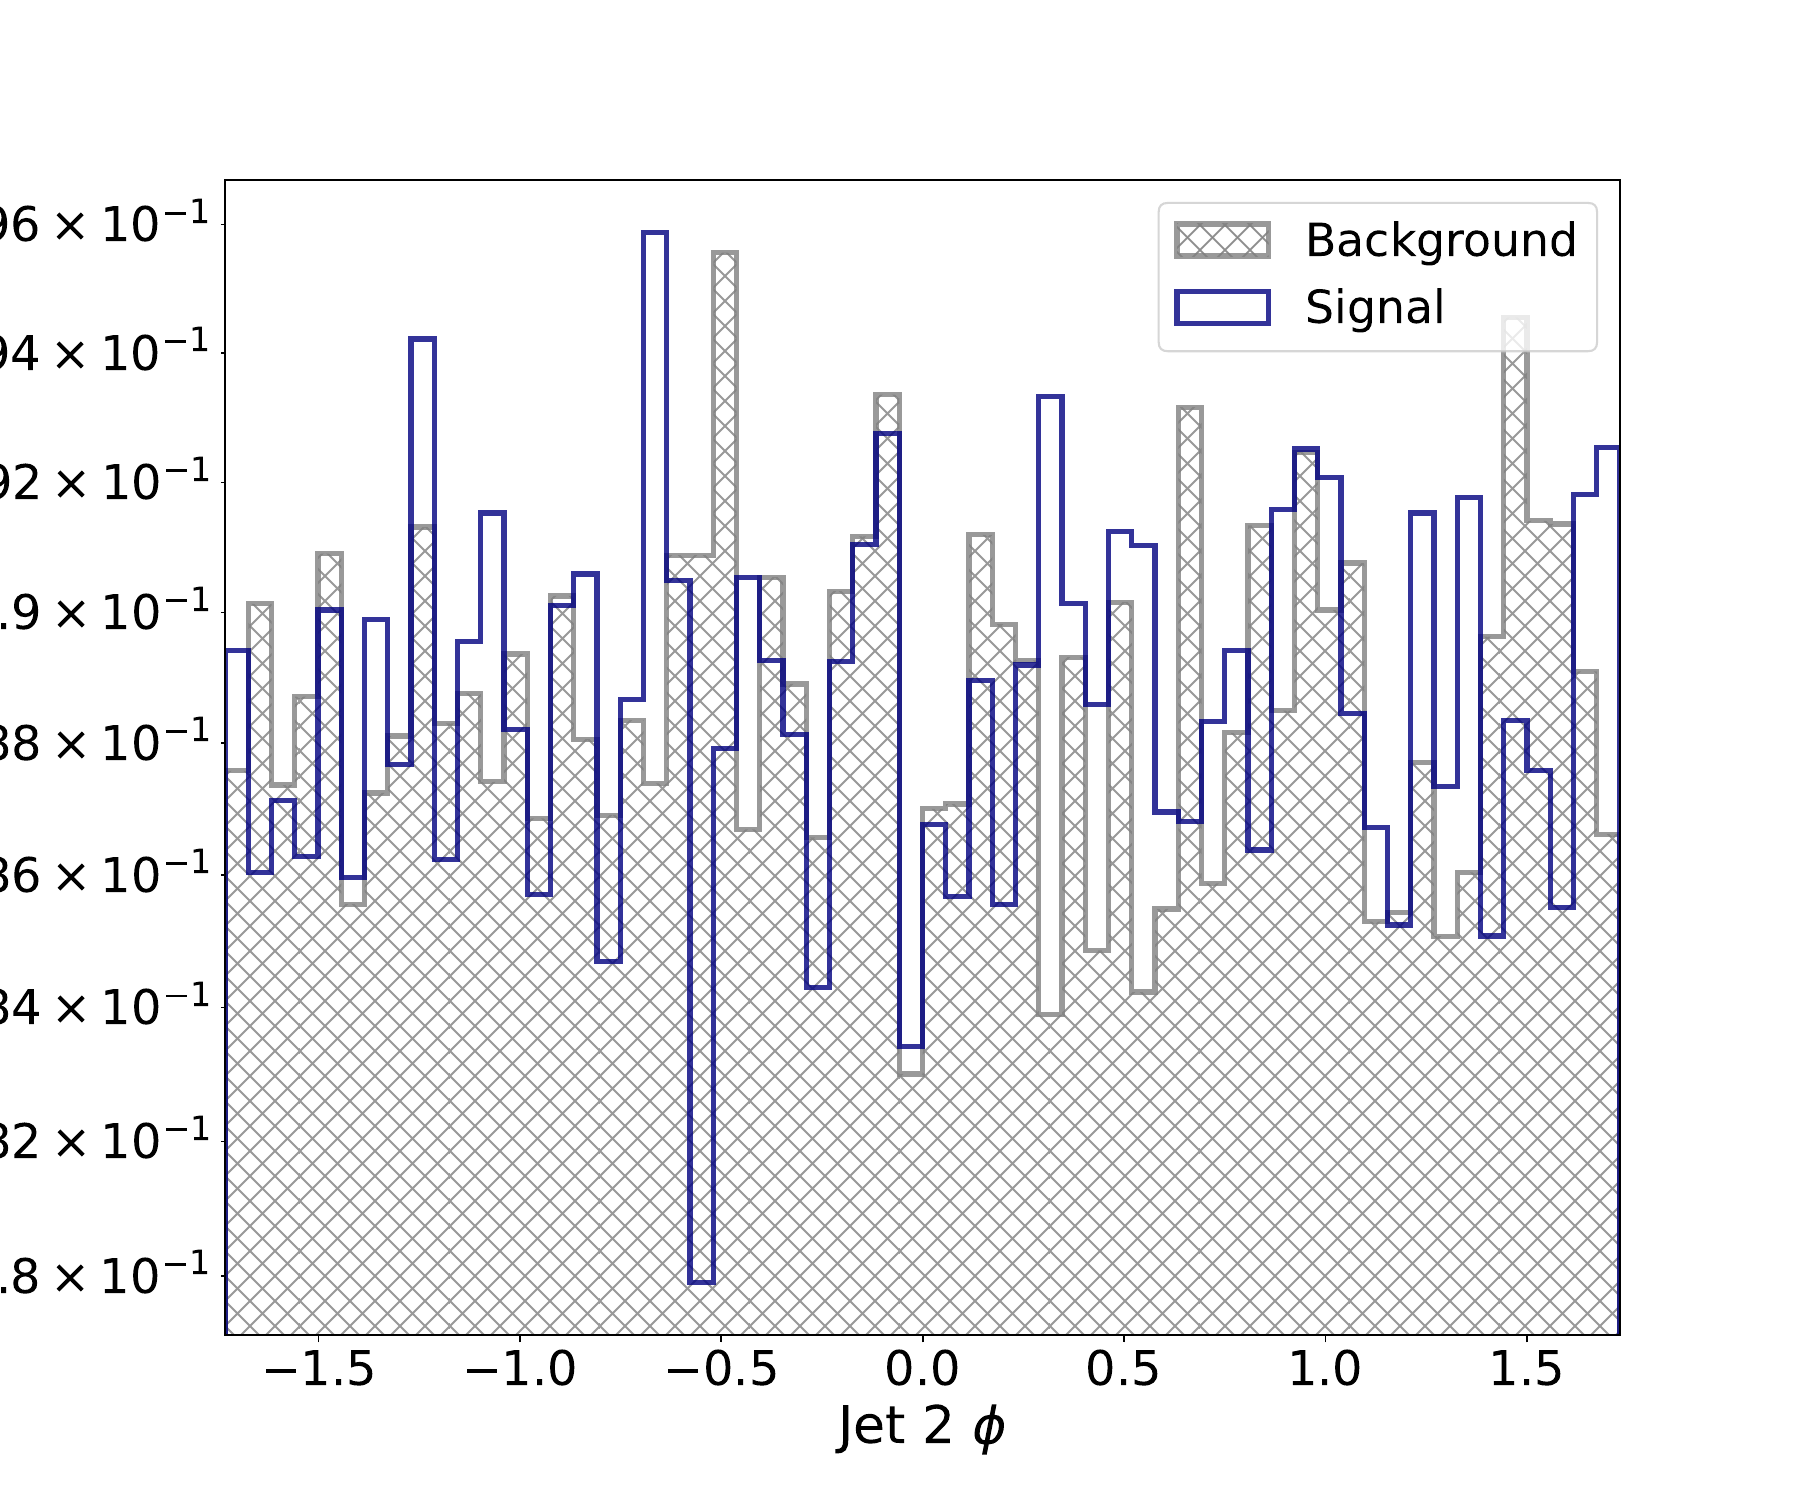 96 × 10⁻¹
94 × 10⁻¹
92 × 10⁻¹
.9 × 10⁻¹
88 × 10⁻¹
86 × 10⁻¹
84 × 10⁻¹
82 × 10⁻¹
.8 × 10⁻¹
Background
Signal
−1.5 −1.0 −0.5 0.0 0.5 1.0 1.5
Jet 2 ϕ